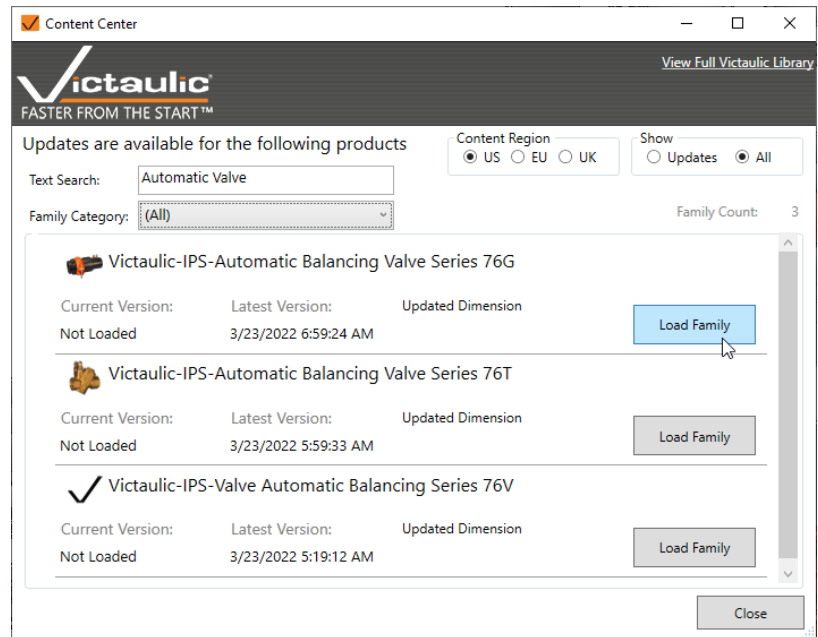 Content Center
View Full Victaulic Library
Victaulic
FASTER FROM THE START™
Updates are available for the following products
Content Region
US EU UK
Show
Updates All
Text Search: Automatic Valve
Family Category: (All)
Family Count: 3
Victaulic-IPS-Automatic Balancing Valve Series 76G
Current Version: Latest Version: Updated Dimension
Not Loaded 3/23/2022 6:59:24 AM
Load Family
Victaulic-IPS-Automatic Balancing Valve Series 76T
Current Version: Latest Version: Updated Dimension
Not Loaded 3/23/2022 5:59:33 AM
Load Family
Victaulic-IPS-Valve Automatic Balancing Series 76V
Current Version: Latest Version: Updated Dimension
Not Loaded 3/23/2022 5:19:12 AM
Load Family
Close